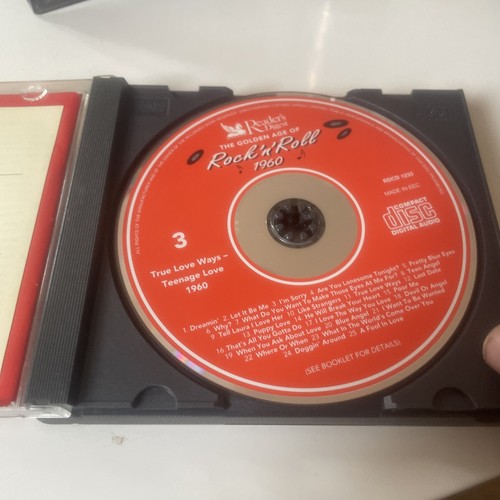 Reader's
Digest
THE GOLDEN AGE OF
Rock'n'Roll
1960
RDCD 1233
MADE IN EEC
COMPACT
disc
DIGITAL AUDIO
3
True Love Ways –
Teenage Love
1960
1 Dreamin' 2 Let It Be Me 3 I'm Sorry 4 Are You Lonesome Tonight? 5 Pretty Blue Eyes
6 Why? 7 What Do You Want To Make Those Eyes At Me For? 8 Teen Angel
9 Tell Laura I Love Her 10 Like Strangers 11 True Love Ways 12 Last Date
13 Puppy Love 14 He Will Break Your Heart 15 Four Me
16 That's All You Gotta Do 17 I Love The Way You Love 18 Devil Or Angel
19 When You Ask About Love 20 Blue Angel 21 I Want To Be Wanted
22 Where Or When 23 What In The World's Come Over You
24 Doggin' Around 25 A Fool In Love
(SEE BOOKLET FOR DETAILS)